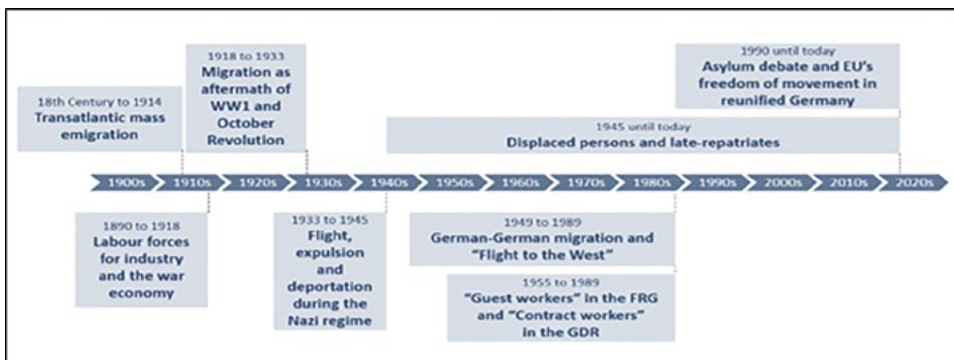 1918 to 1933
Migration as
aftermath of
WW1 and
October
Revolution
1990 until today
Asylum debate and EU's
freedom of movement in
reunified Germany
18th Century to 1914
Transatlantic mass
emigration
1945 until today
Displaced persons and late-repatriates
1900s 1910s 1920s 1930s 1940s 1950s 1960s 1970s 1980s 1990s 2000s 2010s 2020s
1890 to 1918
Labour forces
for industry
and the war
economy
1933 to 1945
Flight,
expulsion
and
deportation
during the
Nazi regime
1949 to 1989
German-German migration and
"Flight to the West"
1955 to 1989
"Guest workers" in the FRG
and "Contract workers"
in the GDR